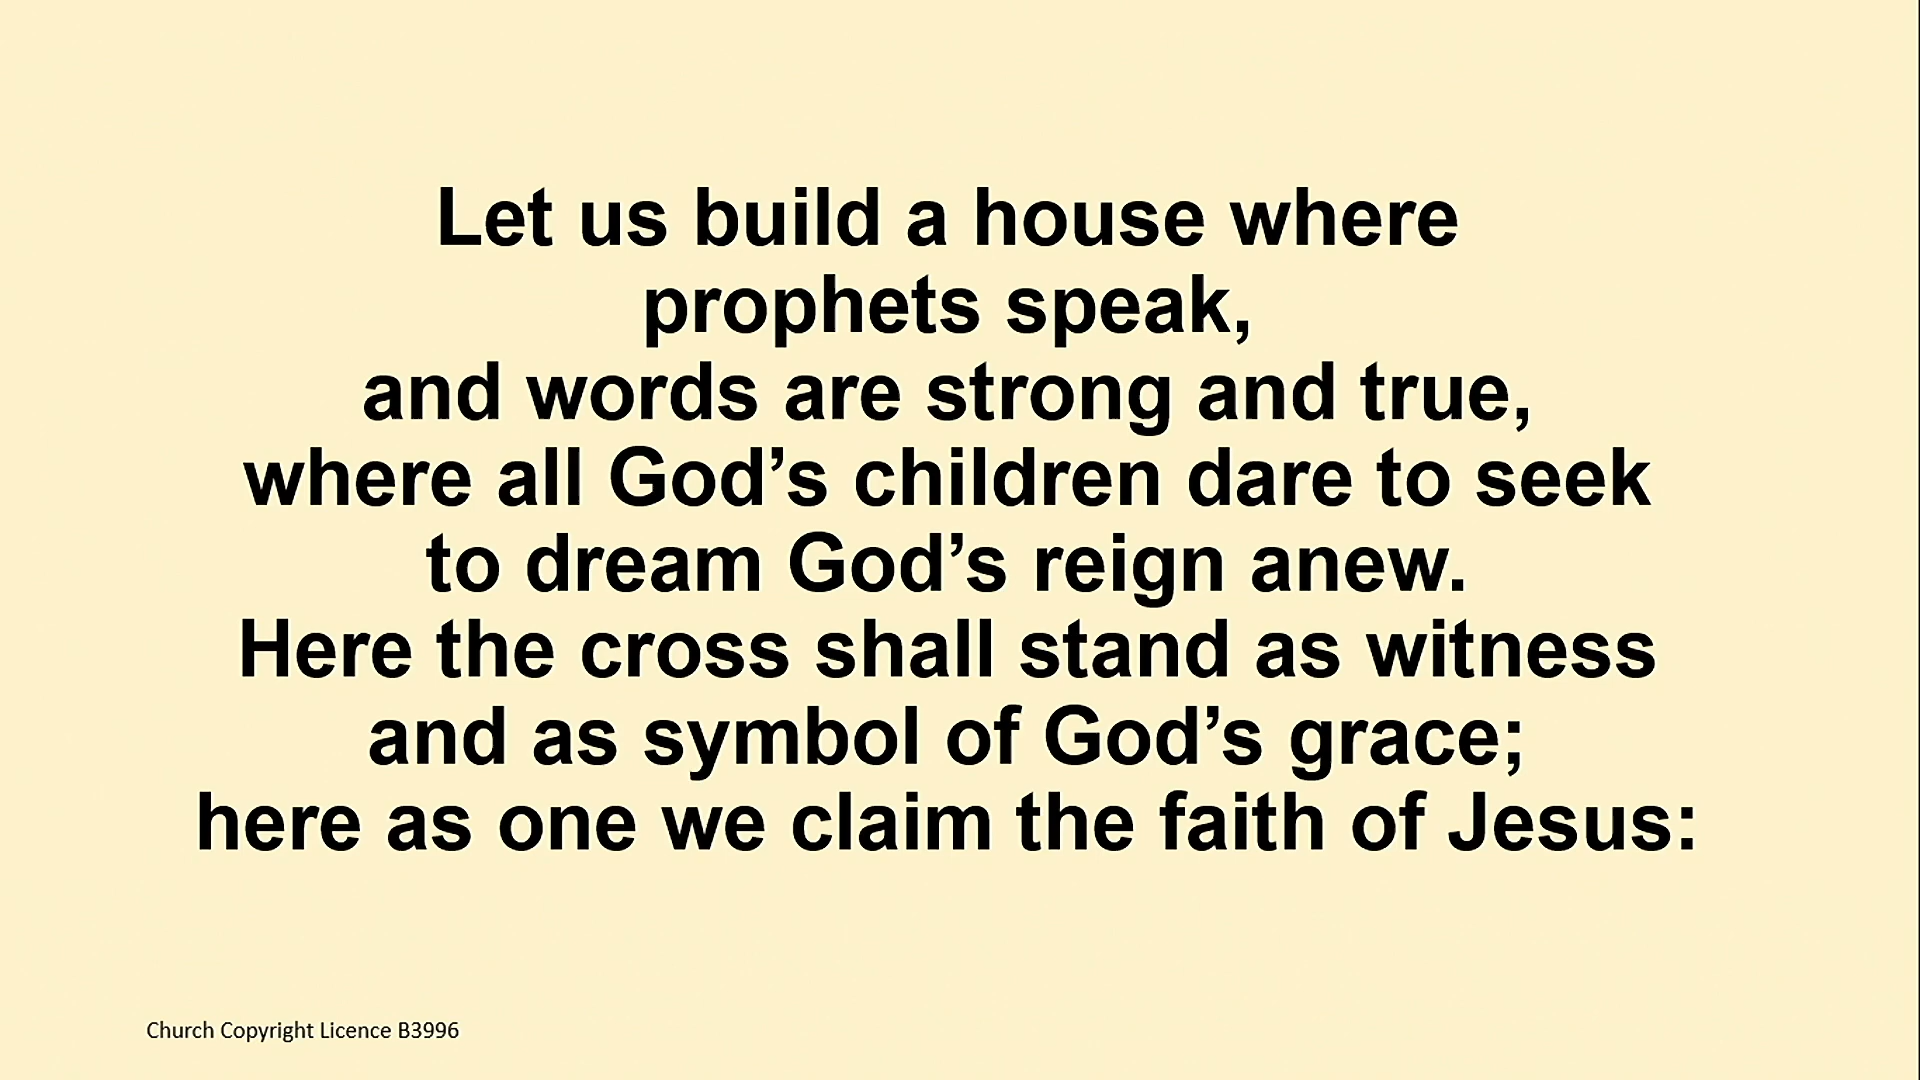 Let us build a house where
prophets speak,
and words are strong and true,
where all God’s children dare to seek
to dream God’s reign anew.
Here the cross shall stand as witness
and as symbol of God’s grace;
here as one we claim the faith of Jesus:
Church Copyright Licence B3996